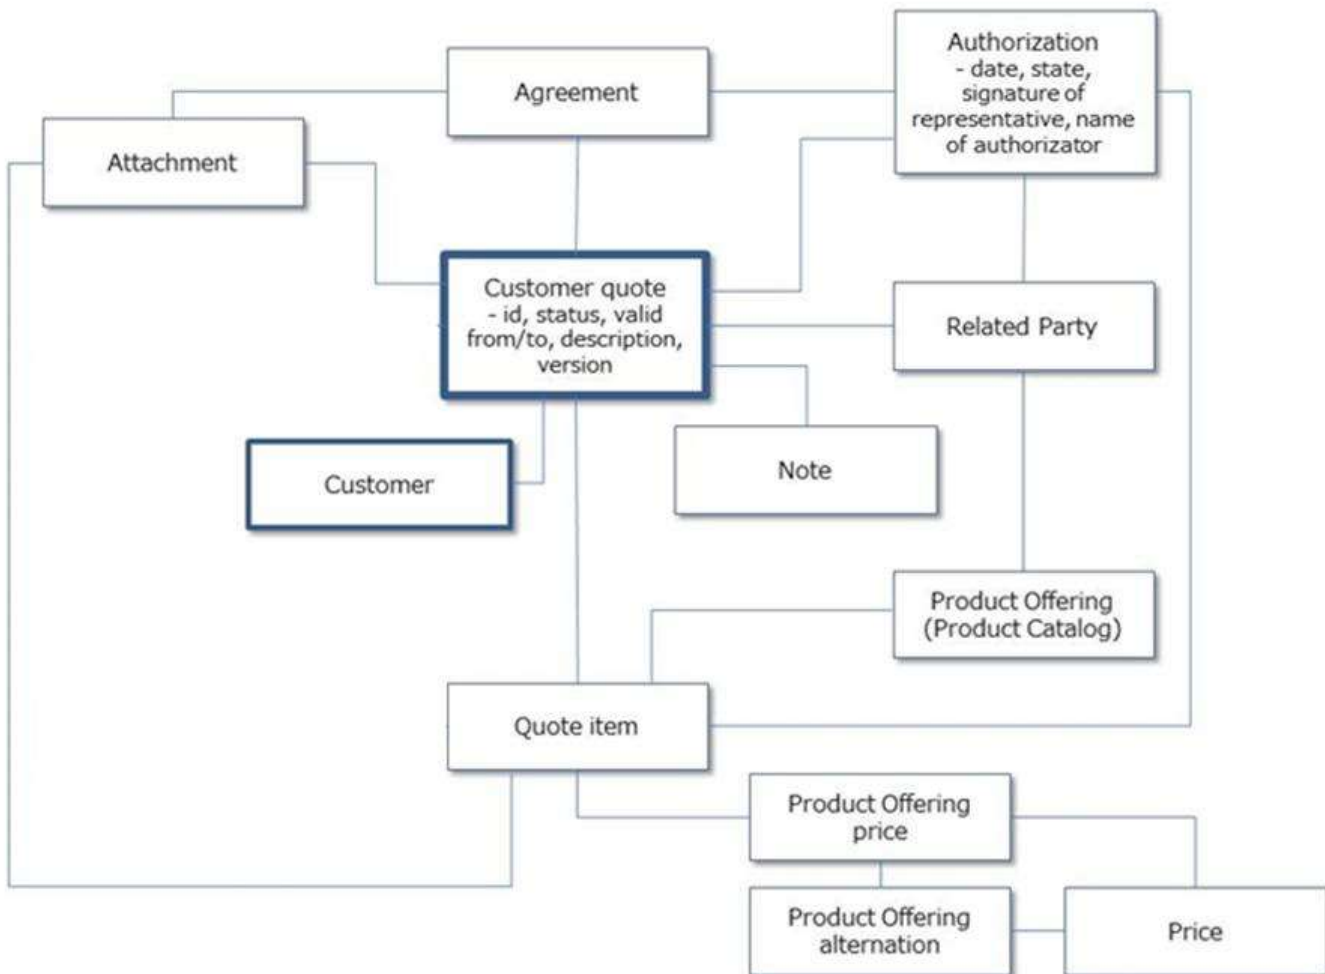 Authorization
- date, state,
signature of
representative, name
of authorizator
Agreement
Attachment
Customer quote
- id, status, valid
from/to, description,
version
Related Party
Customer
Note
Product Offering
(Product Catalog)
Quote item
Product Offering
price
Product Offering
alternation
Price